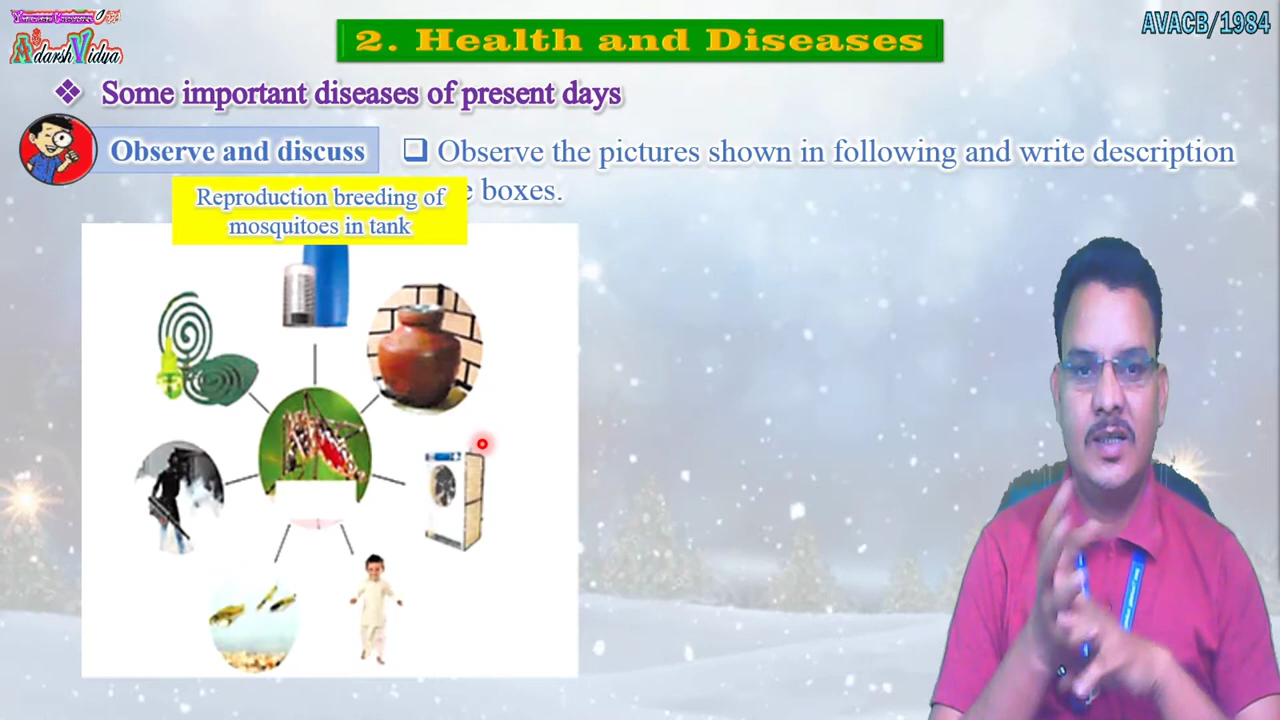 AdarshVidya
AVACB/1984
2. Health and Diseases
Some important diseases of present days
Observe and discuss
Observe the pictures shown in following and write description
boxes.
Reproduction breeding of
mosquitoes in tank